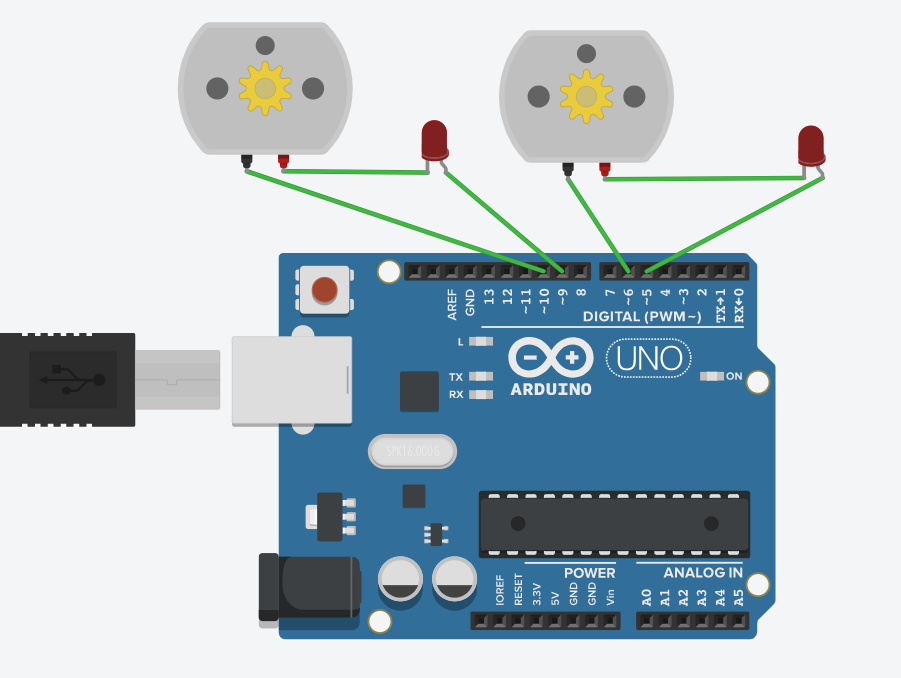 AREF
GND
13
12
~11
~10
~9
8
7
~6
~5
4
~3
2
TX→1
RX←0
DIGITAL (PWM~)
L
TX
RX
ARDUINO
UNO
ON
SPK16.000G
POWER
ANALOG IN
IOREF
RESET
3.3V
5V
GND
GND
Vin
A0
A1
A2
A3
A4
A5